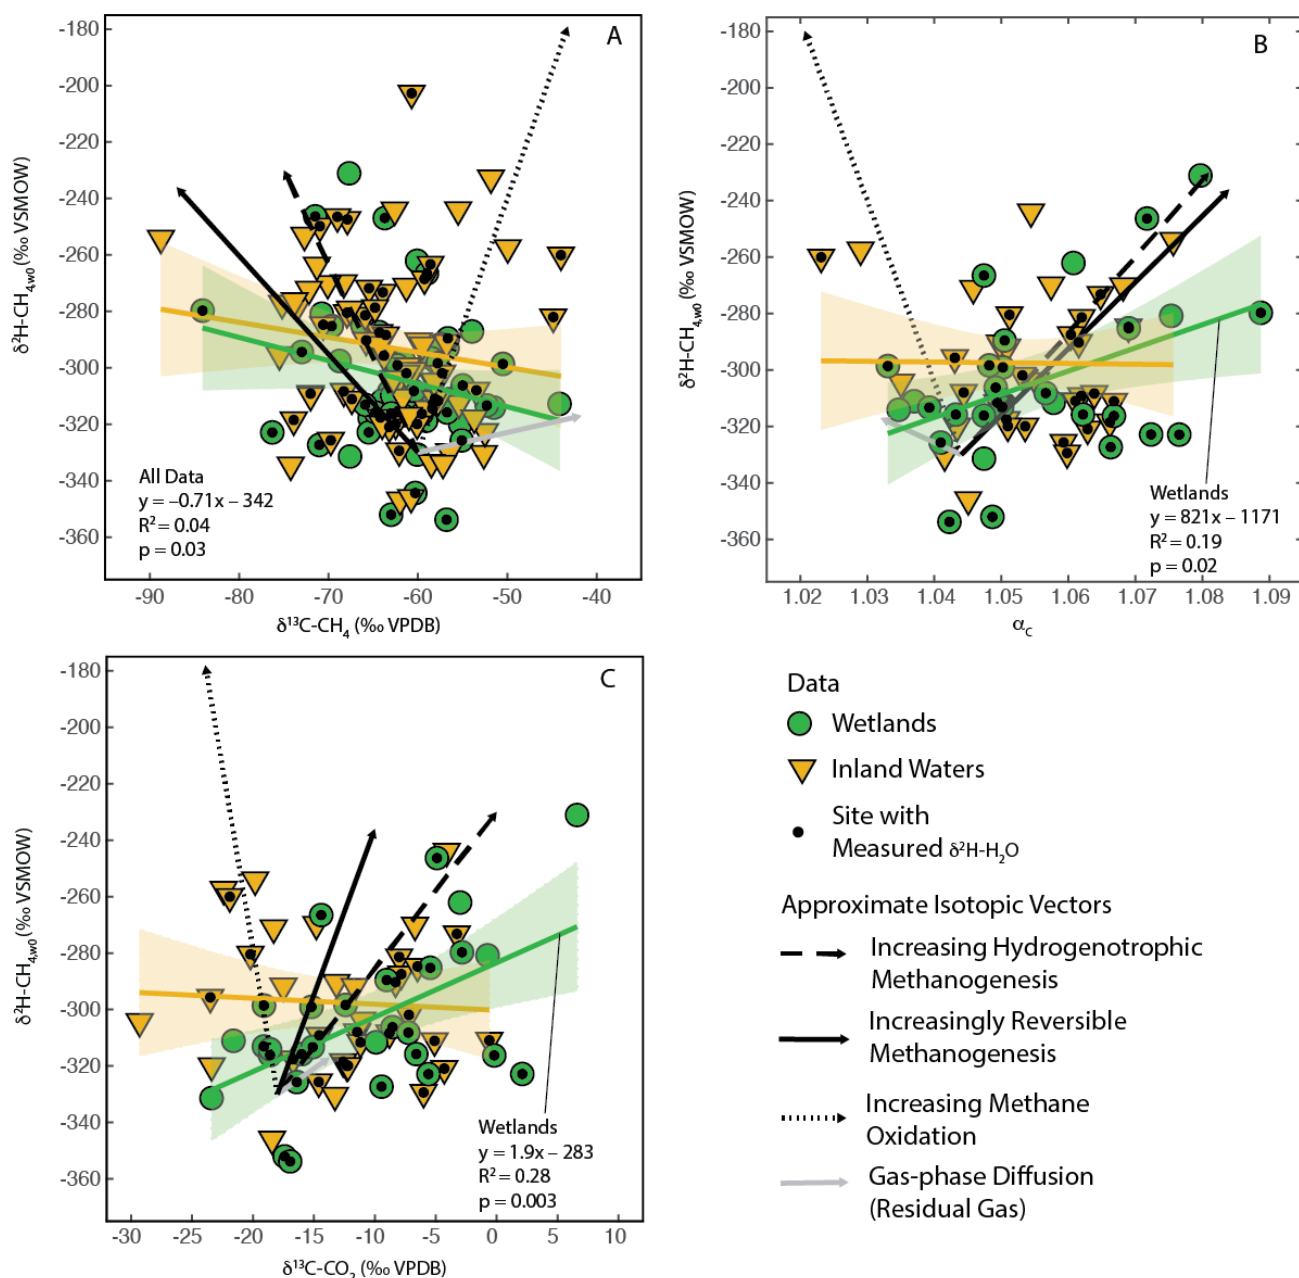 A
-180
-200
-220
-240
-260
-280
-300
-320
-340
-360
δ²H-CH₄,w₀(‰ VSMOW)
All Data
y = –0.71x – 342
R² = 0.04
p = 0.03
-90 -80 -70 -60 -50 -40
δ¹³C-CH₄ (‰ VPDB)
B
-180
-200
-220
-240
-260
-280
-300
-320
-340
-360
δ²H-CH₄,w₀(‰ VSMOW)
Wetlands
y = 821x – 1171
R² = 0.19
p = 0.02
1.02 1.03 1.04 1.05 1.06 1.07 1.08 1.09
αC
C
-180
-200
-220
-240
-260
-280
-300
-320
-340
-360
δ²H-CH₄,w₀(‰ VSMOW)
Wetlands
y = 1.9x – 283
R² = 0.28
p = 0.003
-30 -25 -20 -15 -10 -5 0 5 10
δ¹³C-CO₂ (‰ VPDB)
Data
Wetlands
Inland Waters
Site with
Measured δ²H-H₂O
Approximate Isotopic Vectors
Increasing Hydrogenotrophic
Methanogenesis
Increasingly Reversible
Methanogenesis
Increasing Methane
Oxidation
Gas-phase Diffusion
(Residual Gas)